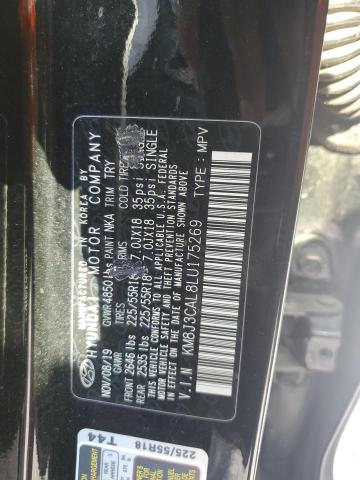 MANUFACTURED IN KOREA BY
HYUNDAI MOTOR COMPANY
NOV/08/19 GVWR 4850 lbs PAINT NKA TRIM TRY
GAWR TIRES RIMS COLD TIRE
FRONT 2646 lbs 225/55R18 7.0JX18 35psi SINGLE
REAR 2535 lbs 225/55R18 7.0JX18 35psi SINGLE
THIS VEHICLE CONFORMS TO ALL APPLICABLE U.S.A. FEDERAL
MOTOR VEHICLE SAFETY, BUMPER, AND THEFT PREVENTION
STANDARDS IN EFFECT ON THE DATE OF MANUFACTURE SHOWN ABOVE.
V.I.N KM8J3CAL8LU175269 TYPE: MPV
225/55R18
T44